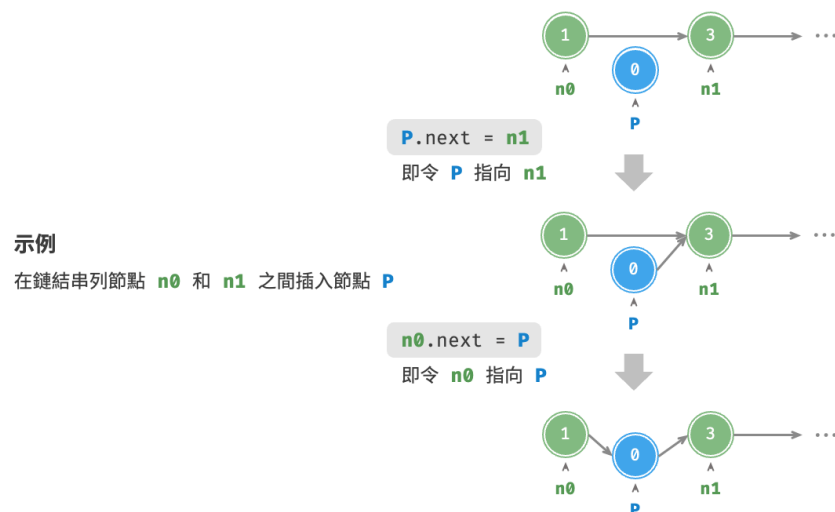 1 3 ...
0
n0 n1
P
P.next = n1
即令 P 指向 n1
1 3 ...
示例
0
在鏈結串列節點 n0 和 n1 之間插入節點 P
n0 n1
P
n0.next = P
即令 n0 指向 P
1 3 ...
0
n0 n1
P